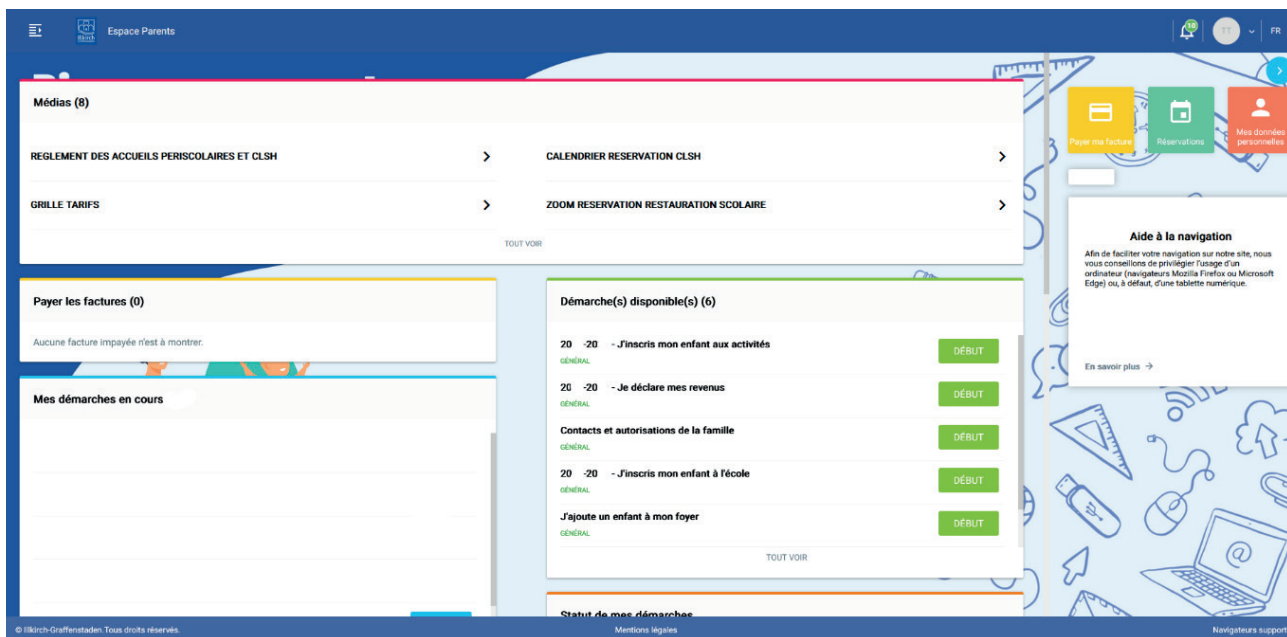 Illkirch
Espace Parents
10
TT
FR
Médias (8)
REGLEMENT DES ACCUEILS PERISCOLAIRES ET CLSH
CALENDRIER RESERVATION CLSH
GRILLE TARIFS
ZOOM RESERVATION RESTAURATION SCOLAIRE
TOUT VOIR
Payer ma facture
Réservations
Mes données
personnelles
Payer les factures (0)
Aucune facture impayée n'est à montrer.
Mes démarches en cours
Démarche(s) disponible(s) (6)
20 -20 - J'inscris mon enfant aux activités
GÉNÉRAL
DÉBUT
20 -20 - Je déclare mes revenus
GÉNÉRAL
DÉBUT
Contacts et autorisations de la famille
GÉNÉRAL
DÉBUT
20 -20 - J'inscris mon enfant à l'école
GÉNÉRAL
DÉBUT
J'ajoute un enfant à mon foyer
GÉNÉRAL
DÉBUT
TOUT VOIR
Statut de mes démarches
Aide à la navigation
Afin de faciliter votre navigation sur notre site, nous
vous conseillons de privilégier l'usage d'un
ordinateur (navigateurs Mozilla Firefox ou Microsoft
Edge) ou, à défaut, d'une tablette numérique.
En savoir plus →
@
© Illkirch-Graffenstaden.Tous droits réservés.
Mentions légales
Navigateurs support